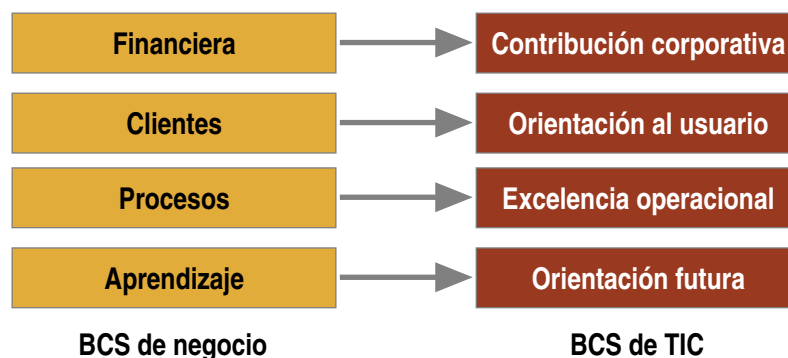 Financiera
Contribución corporativa
Clientes
Orientación al usuario
Procesos
Excelencia operacional
Aprendizaje
Orientación futura
BCS de negocio
BCS de TIC